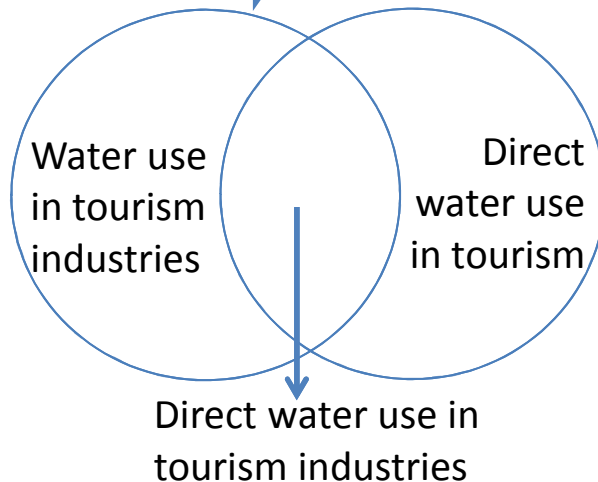 Water use
in tourism
industries
Direct
water use
in tourism
Direct water use in
tourism industries